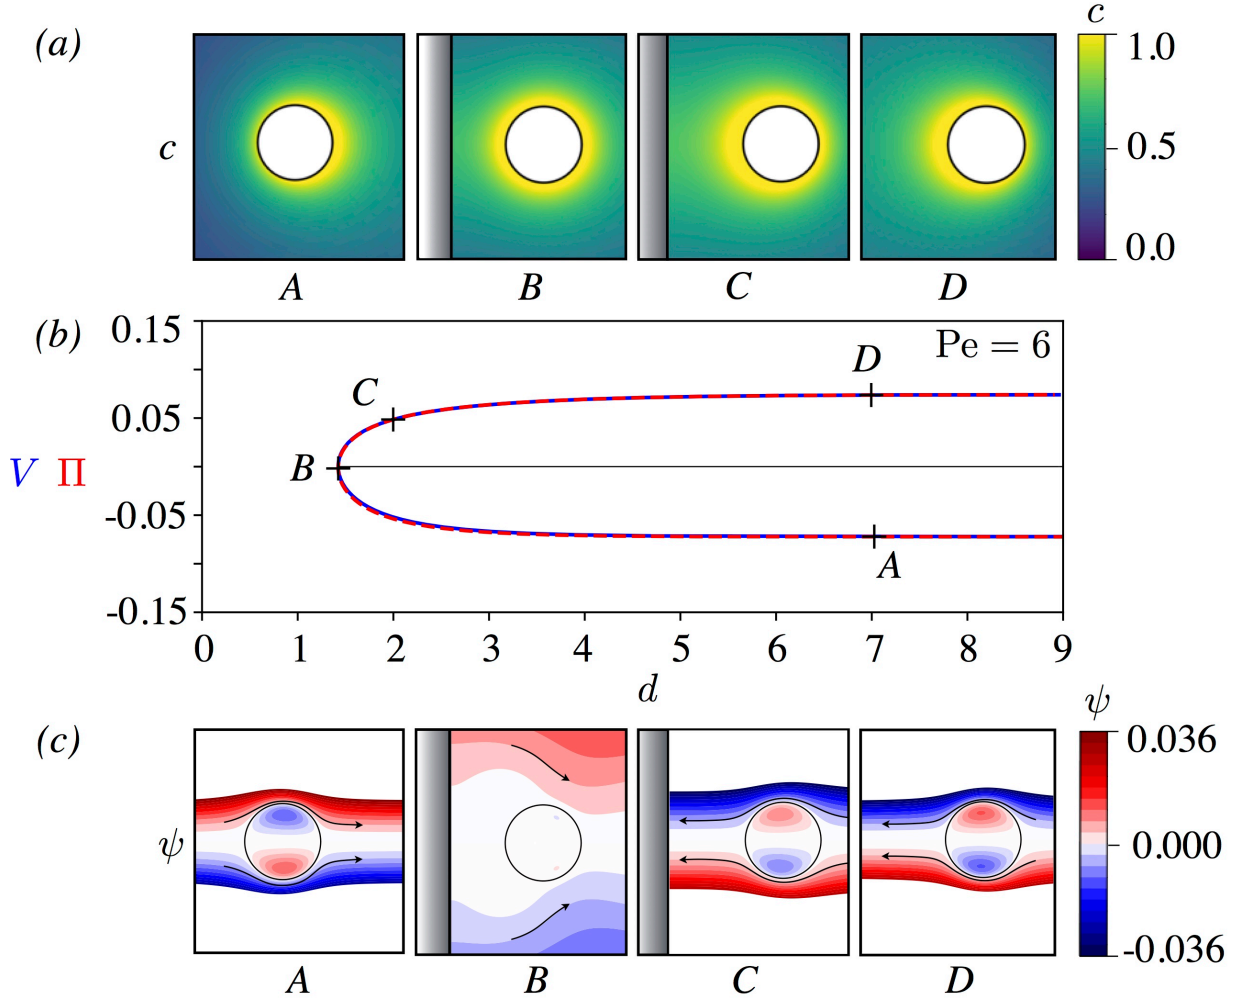 (a)
c
1.0
0.5
0.0
c
A B C D
(b)
0.15
0.05
-0.05
-0.15
V Π
Pe = 6
A
B
C
D
0 1 2 3 4 5 6 7 8 9
d
(c)
ψ
0.036
0.000
-0.036
ψ
A B C D